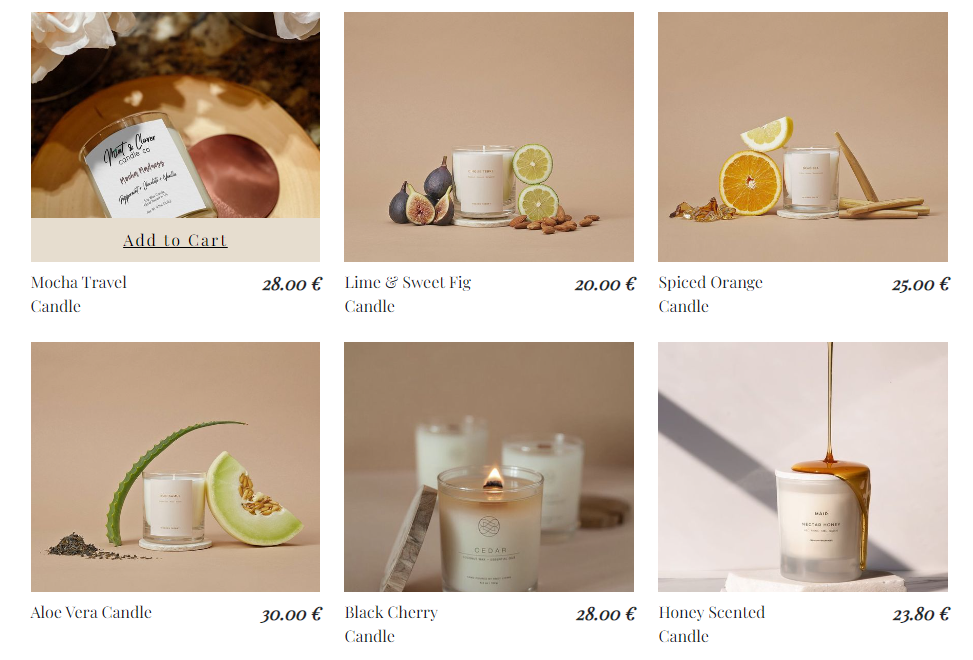 Mint & Clover
candle co
Mocha Madness
Add to Cart
Mocha Travel
Candle
28.00 €
Lime & Sweet Fig
Candle
20.00 €
Spiced Orange
Candle
25.00 €
CEDAR
MAID
NECTAR HONEY
Aloe Vera Candle
30.00 €
Black Cherry
Candle
28.00 €
Honey Scented
Candle
23.80 €